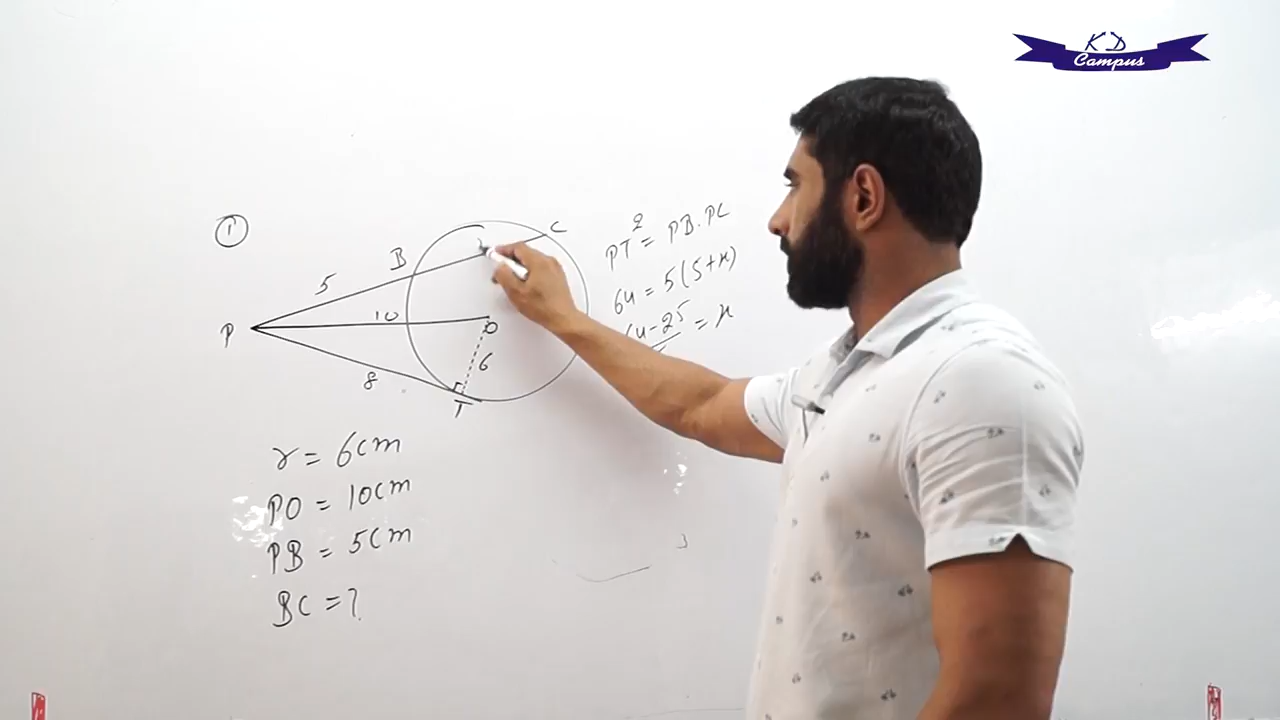 KD
Campus
①
C
B
5
P
10
O
6
8
T
PT² = PB.PC
64 = 5(5+x)
64-25 = x
r = 6cm
PO = 10cm
PB = 5cm
BC = ?